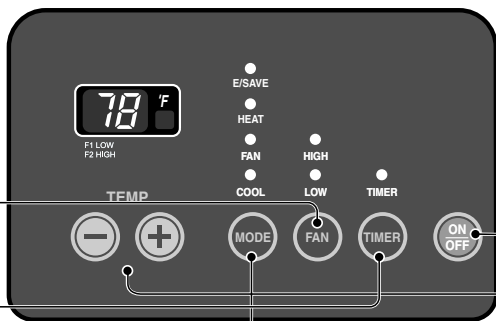 78 °F
F1 LOW
F2 HIGH
E/SAVE
HEAT
FAN HIGH
COOL LOW TIMER
TEMP
MODE FAN TIMER ON
OFF